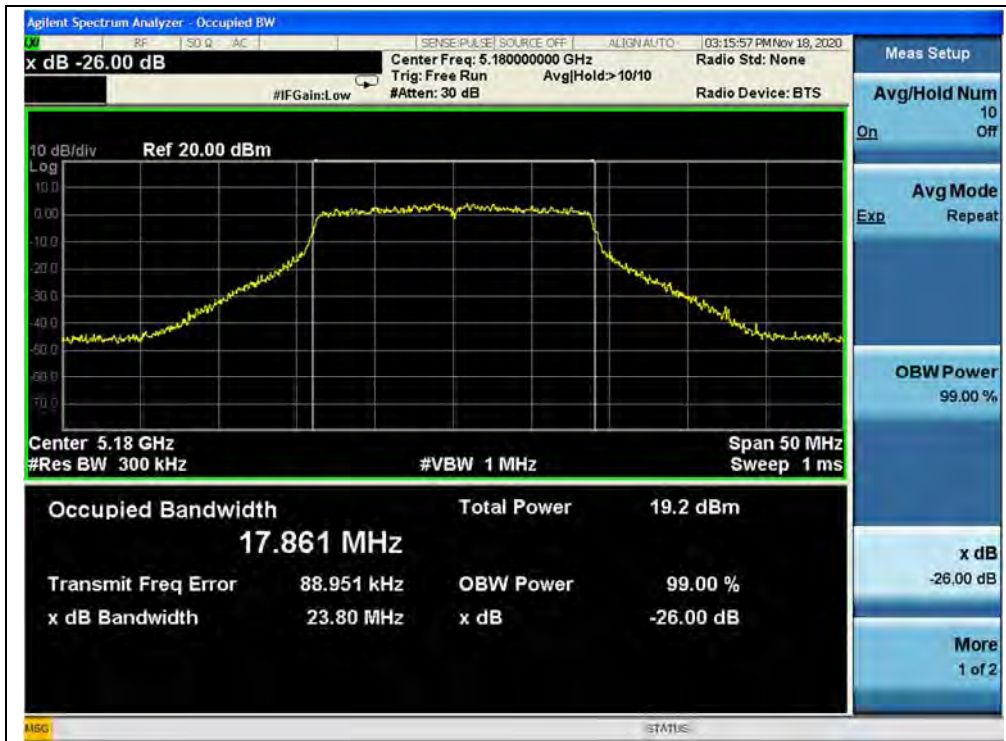 Agilent Spectrum Analyzer - Occupied BW
LXI RF 50 Ω AC SENSE:PULSE SOURCE OFF ALIGN AUTO 03:15:57 PM Nov 18, 2020
x dB -26.00 dB
Center Freq: 5.180000000 GHz
Radio Std: None
Trig: Free Run Avg|Hold:>10/10
#IFGain:Low #Atten: 30 dB Radio Device: BTS
10 dB/div Ref 20.00 dBm
Log
10.0
0.00
-10.0
-20.0
-30.0
-40.0
-50.0
-60.0
-70.0
Center 5.18 GHz Span 50 MHz
#Res BW 300 kHz #VBW 1 MHz Sweep 1 ms
Occupied Bandwidth Total Power 19.2 dBm
17.861 MHz
Transmit Freq Error 88.951 kHz OBW Power 99.00 %
x dB Bandwidth 23.80 MHz x dB -26.00 dB
Meas Setup
Avg/Hold Num
10
On Off
Avg Mode
Exp Repeat
OBW Power
99.00 %
x dB
-26.00 dB
More
1 of 2
MSG STATUS